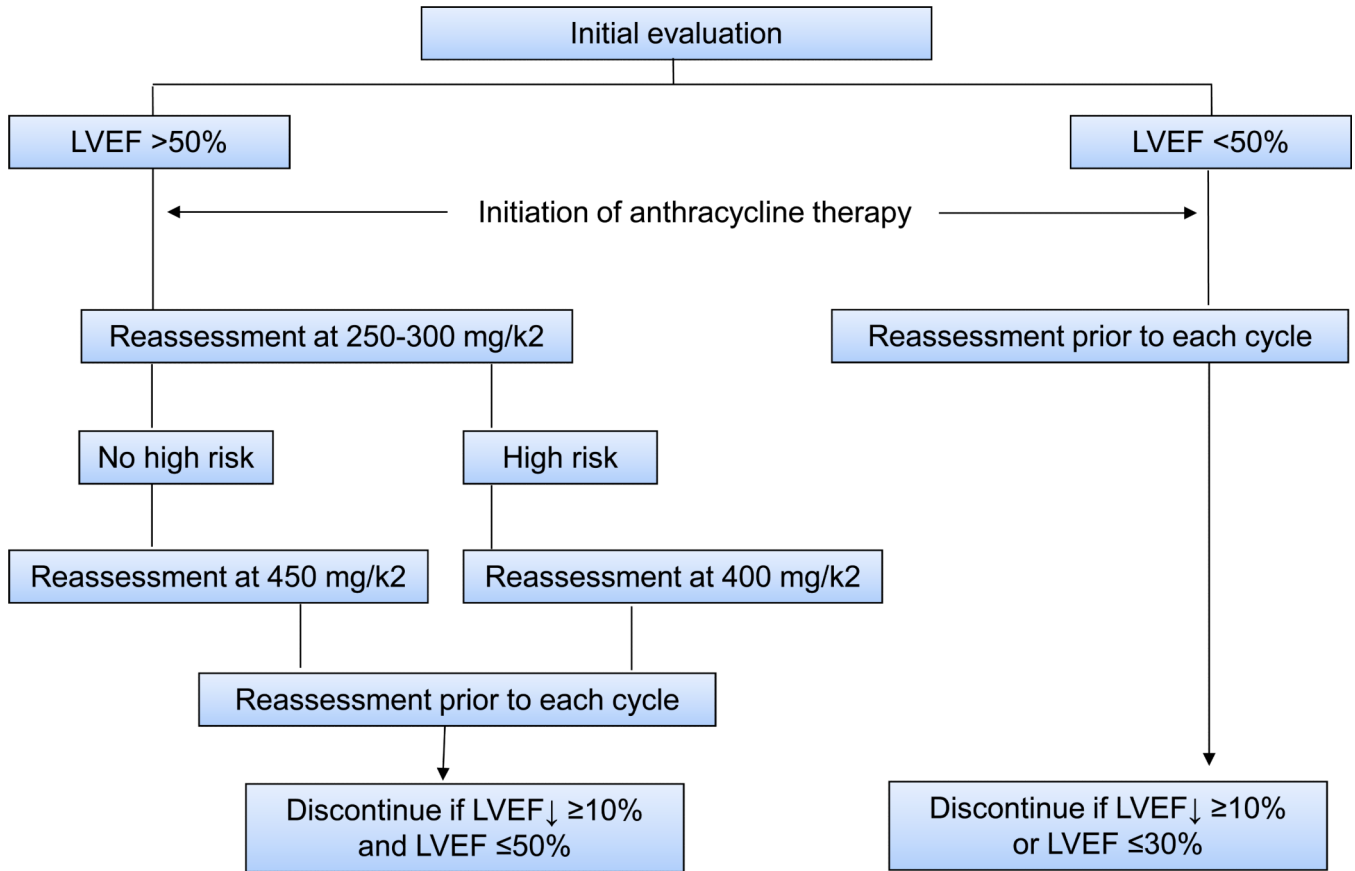 Initial evaluation
LVEF >50%
LVEF <50%
Initiation of anthracycline therapy
Reassessment at 250-300 mg/k2
Reassessment prior to each cycle
No high risk
High risk
Reassessment at 450 mg/k2
Reassessment at 400 mg/k2
Reassessment prior to each cycle
Discontinue if LVEF↓ ≥10%
and LVEF ≤50%
Discontinue if LVEF↓ ≥10%
or LVEF ≤30%